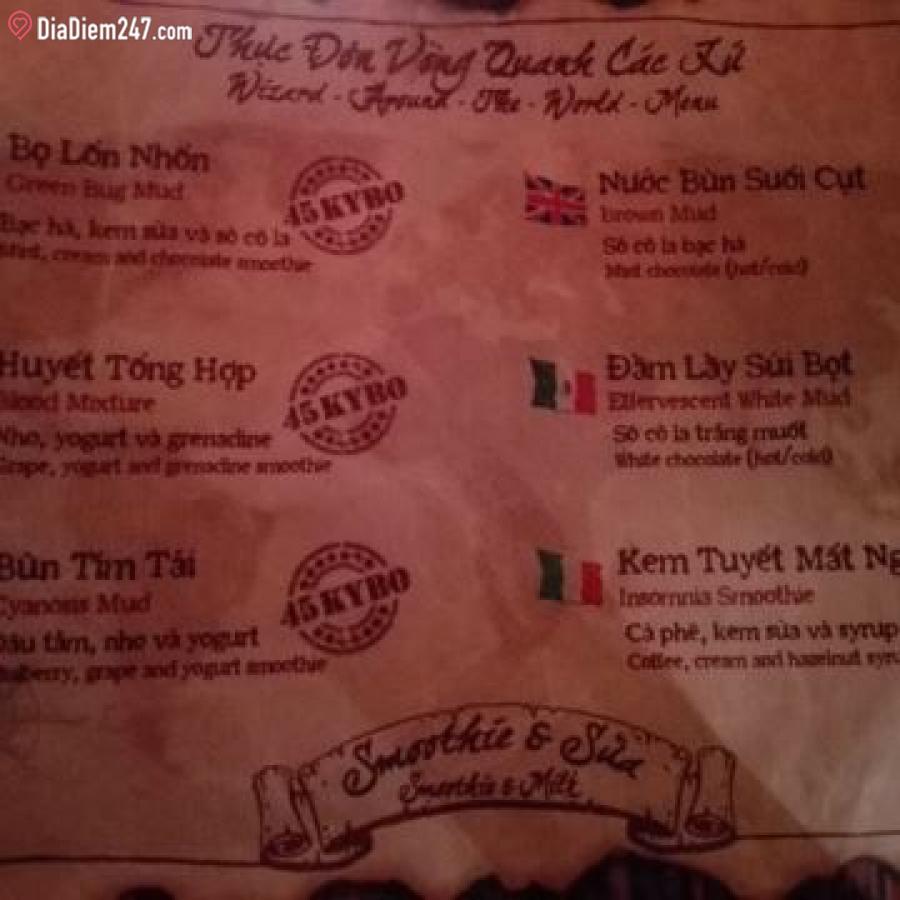 DiaDiem247.com
Thực Đơn Vòng Quanh Các Xứ
Wizard - Around - The - World - Menu
Bọ Lổn Nhổn
Green Bug Mud
Bạc hà, kem sữa và sô cô la
Mint, cream and chocolate smoothie
45 KYBO
Huyết Tổng Hợp
Blood Mixture
Nho, yogurt và grenadine
Grape, yogurt and grenadine smoothie
45 KYBO
Bùn Tím Tái
Cyanosis Mud
Dâu tằm, nho và yogurt
Mulberry, grape and yogurt smoothie
45 KYBO
Nước Bùn Suối Cụt
brown Mud
Sô cô la bạc hà
Mint chocolate (hot/cold)
Đầm Lầy Sủi Bọt
Effervescent White Mud
Sô cô la trắng muốt
White chocolate (hot/cold)
Kem Tuyết Mất Ng
Insomnia Smoothie
Cà phê, kem sữa và syrup
Coffee, cream and hazelnut syr
Smoothie & Sữa
Smoothie & Milk